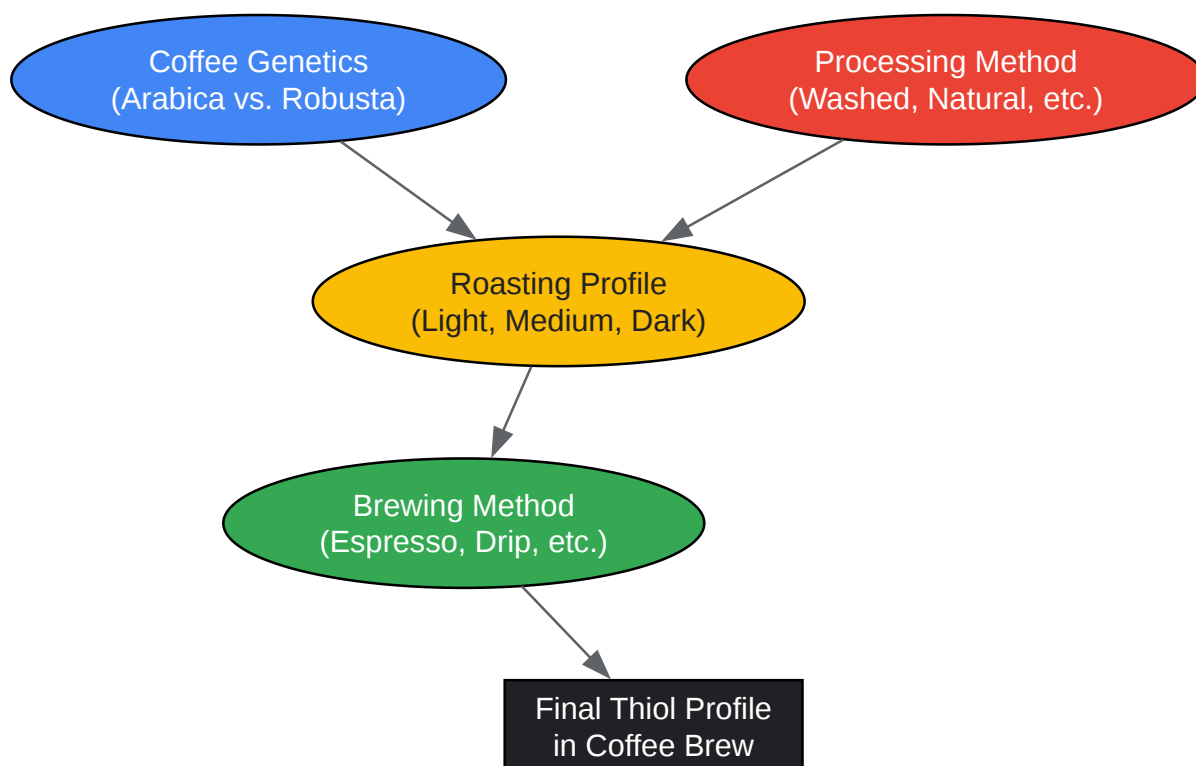 Coffee Genetics
(Arabica vs. Robusta)
Processing Method
(Washed, Natural, etc.)
Roasting Profile
(Light, Medium, Dark)
Brewing Method
(Espresso, Drip, etc.)
Final Thiol Profile
in Coffee Brew